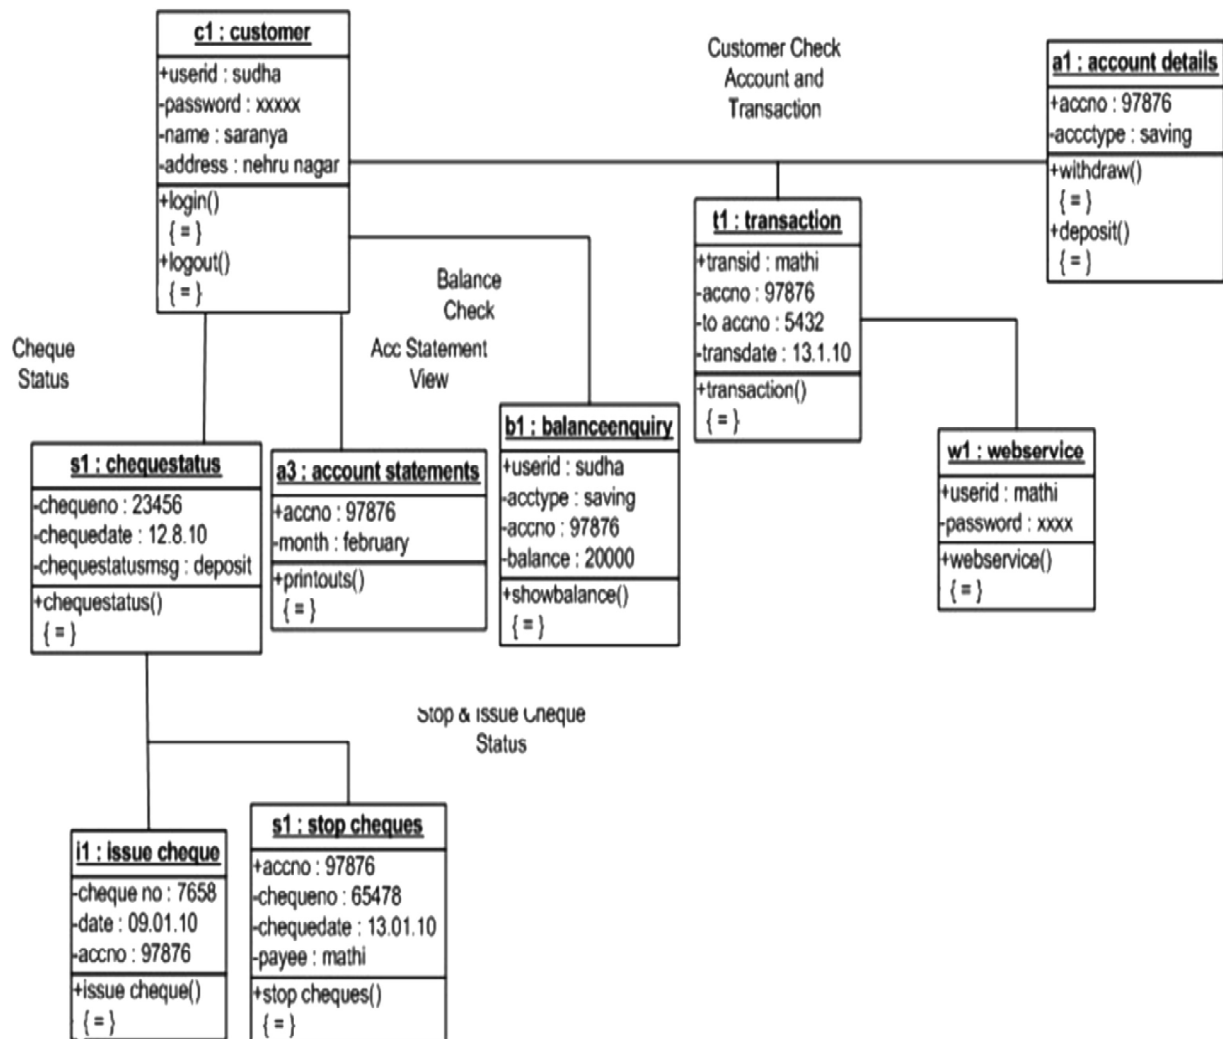 c1 : customer
+userid : sudha
-password : xxxxx
-name : saranya
-address : nehru nagar
+login()
{ = }
+logout()
{ = }
Customer Check
Account and
Transaction
a1 : account details
+accno : 97876
-accctype : saving
+withdraw()
{ = }
+deposit()
{ = }
t1 : transaction
+transid : mathi
-accno : 97876
-to accno : 5432
-transdate : 13.1.10
+transaction()
{ = }
Balance
Check
Cheque
Status
Acc Statement
View
s1 : chequestatus
-chequeno : 23456
-chequedate : 12.8.10
-chequestatusmsg : deposit
+chequestatus()
{ = }
a3 : account statements
+accno : 97876
-month : february
+printouts()
{ = }
b1 : balanceenquiry
+userid : sudha
-acctype : saving
-accno : 97876
-balance : 20000
+showbalance()
{ = }
w1 : webservice
+userid : mathi
-password : xxxx
+webservice()
{ = }
Stop & Issue Cheque
Status
i1 : issue cheque
-cheque no : 7658
-date : 09.01.10
-accno : 97876
+issue cheque()
{ = }
s1 : stop cheques
+accno : 97876
-chequeno : 65478
-chequedate : 13.01.10
-payee : mathi
+stop cheques()
{ = }